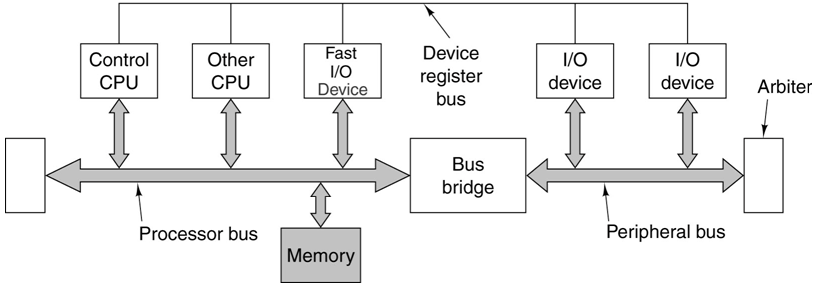 Control
CPU
Other
CPU
Fast
I/O
Device
Device
register
bus
I/O
device
I/O
device
Arbiter
Bus
bridge
Processor bus
Peripheral bus
Memory